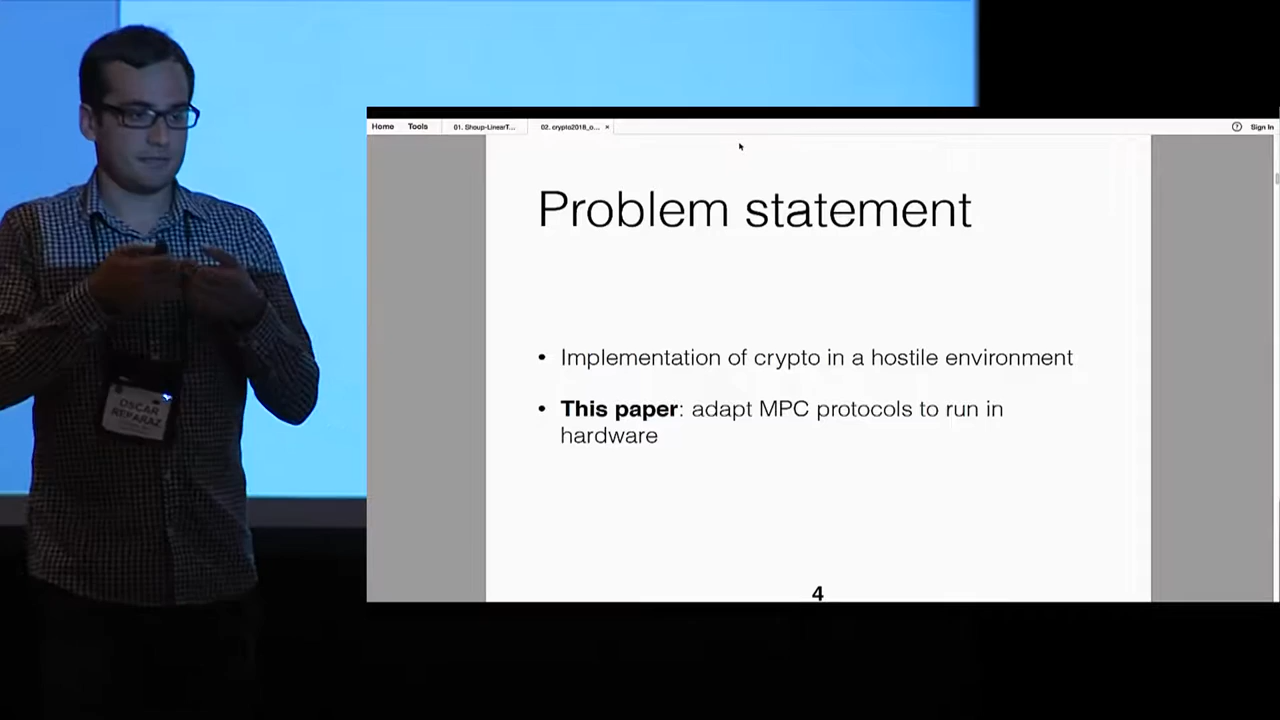 Home Tools 01. Shoup-LinearT... 02. crypto2018_o... × ? Sign In
Problem statement
• Implementation of crypto in a hostile environment
• This paper: adapt MPC protocols to run in
hardware
4
OSCAR
REPARAZ